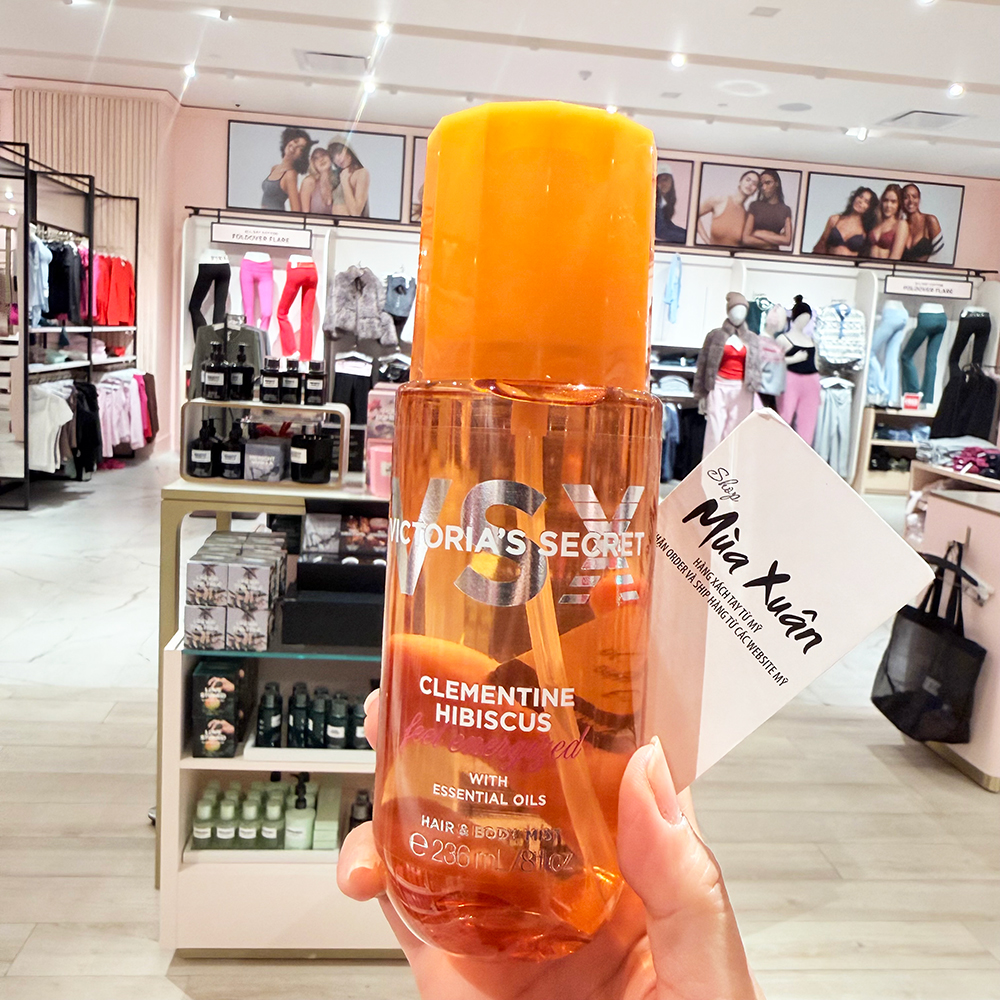 FOLDOVER FLARE
FOLDOVER FLARE
VSX
VICTORIA'S SECRET
CLEMENTINE
HIBISCUS
feel energized
WITH
ESSENTIAL OILS
HAIR & BODY MIST
e 236 mL / 8 fl oz
Shop
Mùa Xuân
HÀNG XÁCH TAY TỪ MỸ
NHẬN ORDER VÀ SHIP HÀNG TỪ CÁC WEBSITE MỸ